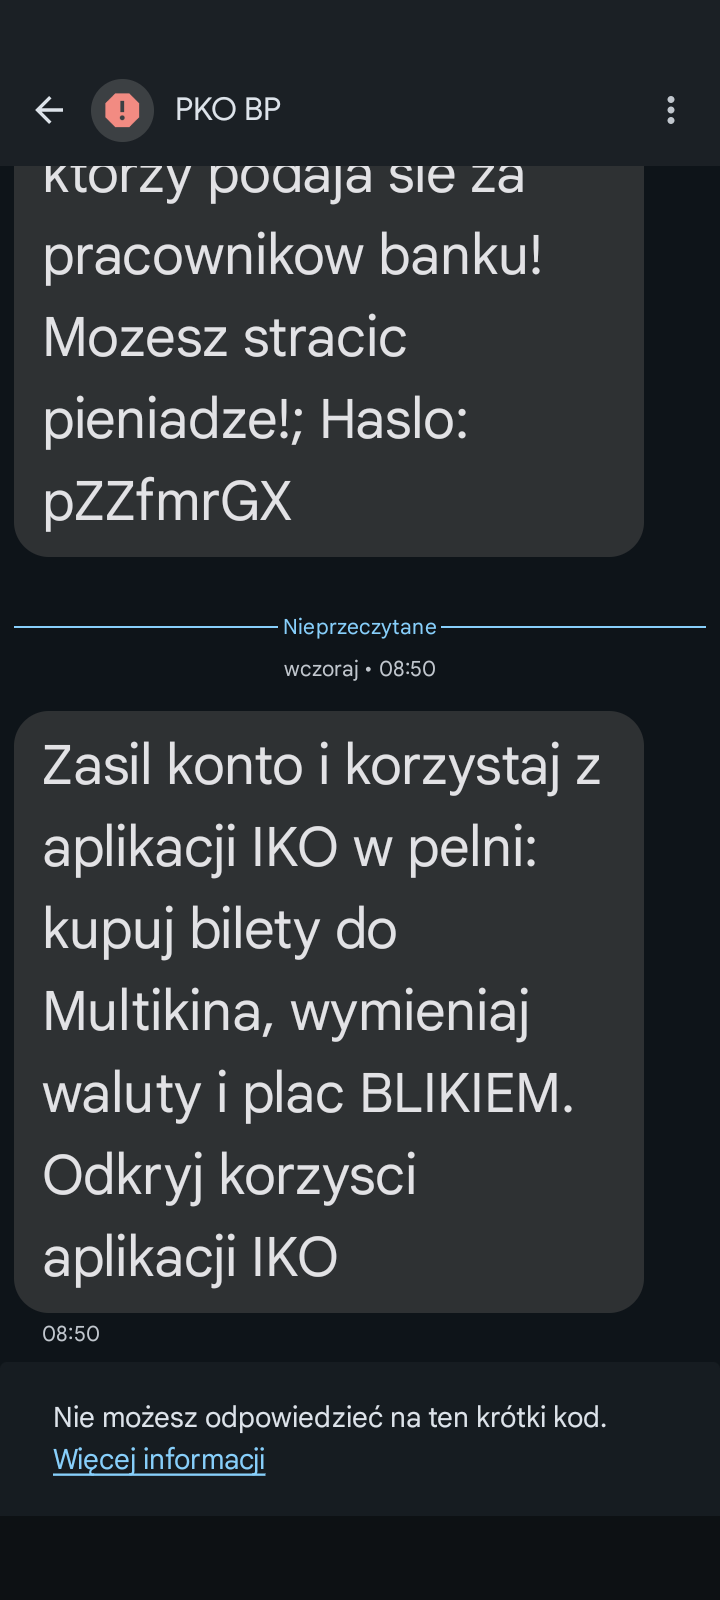 PKO BP
ktorzy podaja sie za
pracownikow banku!
Mozesz stracic
pieniadze!; Haslo:
pZZfmrGX
Nieprzeczytane
wczoraj • 08:50
Zasil konto i korzystaj z
aplikacji IKO w pelni:
kupuj bilety do
Multikina, wymieniaj
waluty i plac BLIKIEM.
Odkryj korzysci
aplikacji IKO
08:50
Nie możesz odpowiedzieć na ten krótki kod.
Więcej informacji